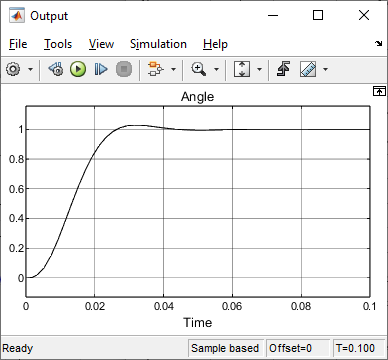 Output
File Tools View Simulation Help
Angle
1
0.8
0.6
0.4
0.2
0
0 0.02 0.04 0.06 0.08 0.1
Time
Ready Sample based Offset=0 T=0.100